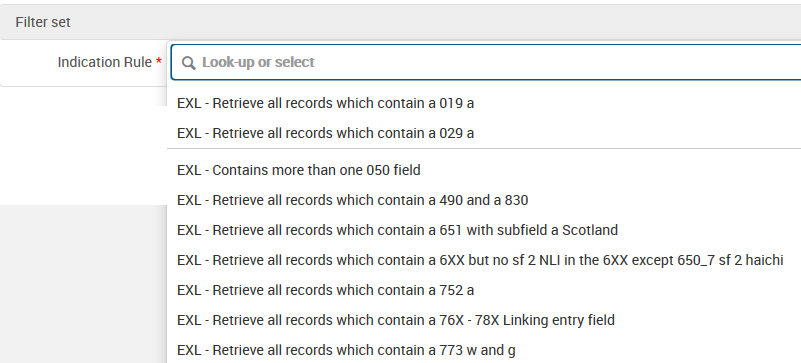 Filter set
Indication Rule *
Look-up or select
EXL - Retrieve all records which contain a 019 a
EXL - Retrieve all records which contain a 029 a
EXL - Contains more than one 050 field
EXL - Retrieve all records which contain a 490 and a 830
EXL - Retrieve all records which contain a 651 with subfield a Scotland
EXL - Retrieve all records which contain a 6XX but no sf 2 NLI in the 6XX except 650_7 sf 2 haichi
EXL - Retrieve all records which contain a 752 a
EXL - Retrieve all records which contain a 76X - 78X Linking entry field
EXL - Retrieve all records which contain a 773 w and g